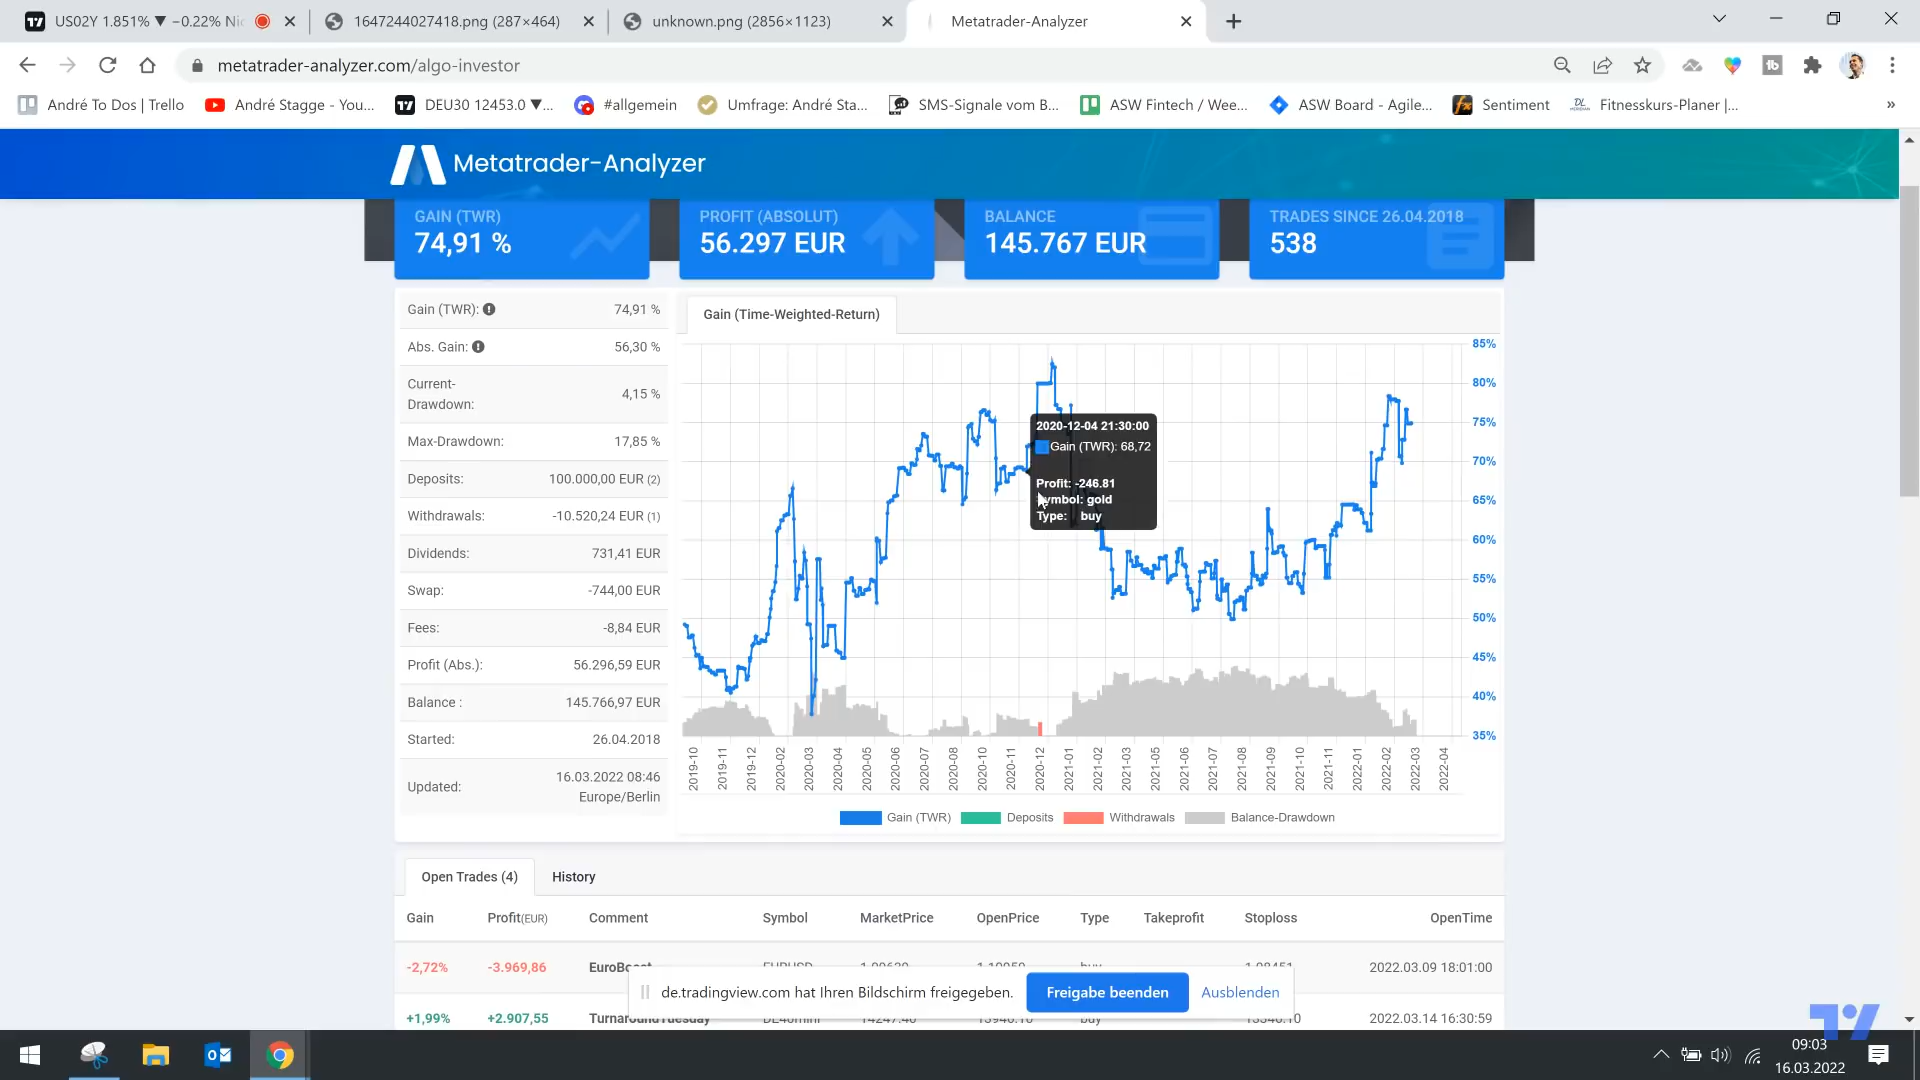 US02Y 1.851% ▼ −0.22%
1647244027418.png (287×464)
unknown.png (2856×1123)
Metatrader-Analyzer
metatrader-analyzer.com/algo-investor
André To Dos | Trello
André Stagge - You...
DEU30 12453.0 ▼...
#allgemein
Umfrage: André Sta...
SMS-Signale vom B...
ASW Fintech / Wee...
ASW Board - Agile...
Sentiment
Fitnesskurs-Planer |...
»
Metatrader-Analyzer
GAIN (TWR)
74,91 %
PROFIT (ABSOLUT)
56.297 EUR
BALANCE
145.767 EUR
TRADES SINCE 26.04.2018
538
Gain (TWR): 74,91 %
Abs. Gain: 56,30 %
Current-
Drawdown: 4,15 %
Max-Drawdown: 17,85 %
Deposits: 100.000,00 EUR (2)
Withdrawals: -10.520,24 EUR (1)
Dividends: 731,41 EUR
Swap: -744,00 EUR
Fees: -8,84 EUR
Profit (Abs.): 56.296,59 EUR
Balance : 145.766,97 EUR
Started: 26.04.2018
Updated: 16.03.2022 08:46
Europe/Berlin
Gain (Time-Weighted-Return)
85%
80%
75%
70%
65%
60%
55%
50%
45%
40%
35%
2020-12-04 21:30:00
Gain (TWR): 68,72
Profit: -246.81
Symbol: gold
Type: buy
2019-10
2019-11
2019-12
2020-02
2020-03
2020-04
2020-05
2020-06
2020-07
2020-08
2020-10
2020-11
2020-12
2021-01
2021-02
2021-03
2021-05
2021-06
2021-07
2021-08
2021-09
2021-10
2021-11
2022-01
2022-02
2022-03
2022-04
Gain (TWR) Deposits Withdrawals Balance-Drawdown
Open Trades (4) History
Gain Profit(EUR) Comment Symbol MarketPrice OpenPrice Type Takeprofit Stoploss OpenTime
-2,72% -3.969,86 EuroBoost EURUSD buy 2022.03.09 18:01:00
+1,99% +2.907,55 TurnaroundTuesday buy 2022.03.14 16:30:59
de.tradingview.com hat Ihren Bildschirm freigegeben.
Freigabe beenden
Ausblenden
09:03
16.03.2022